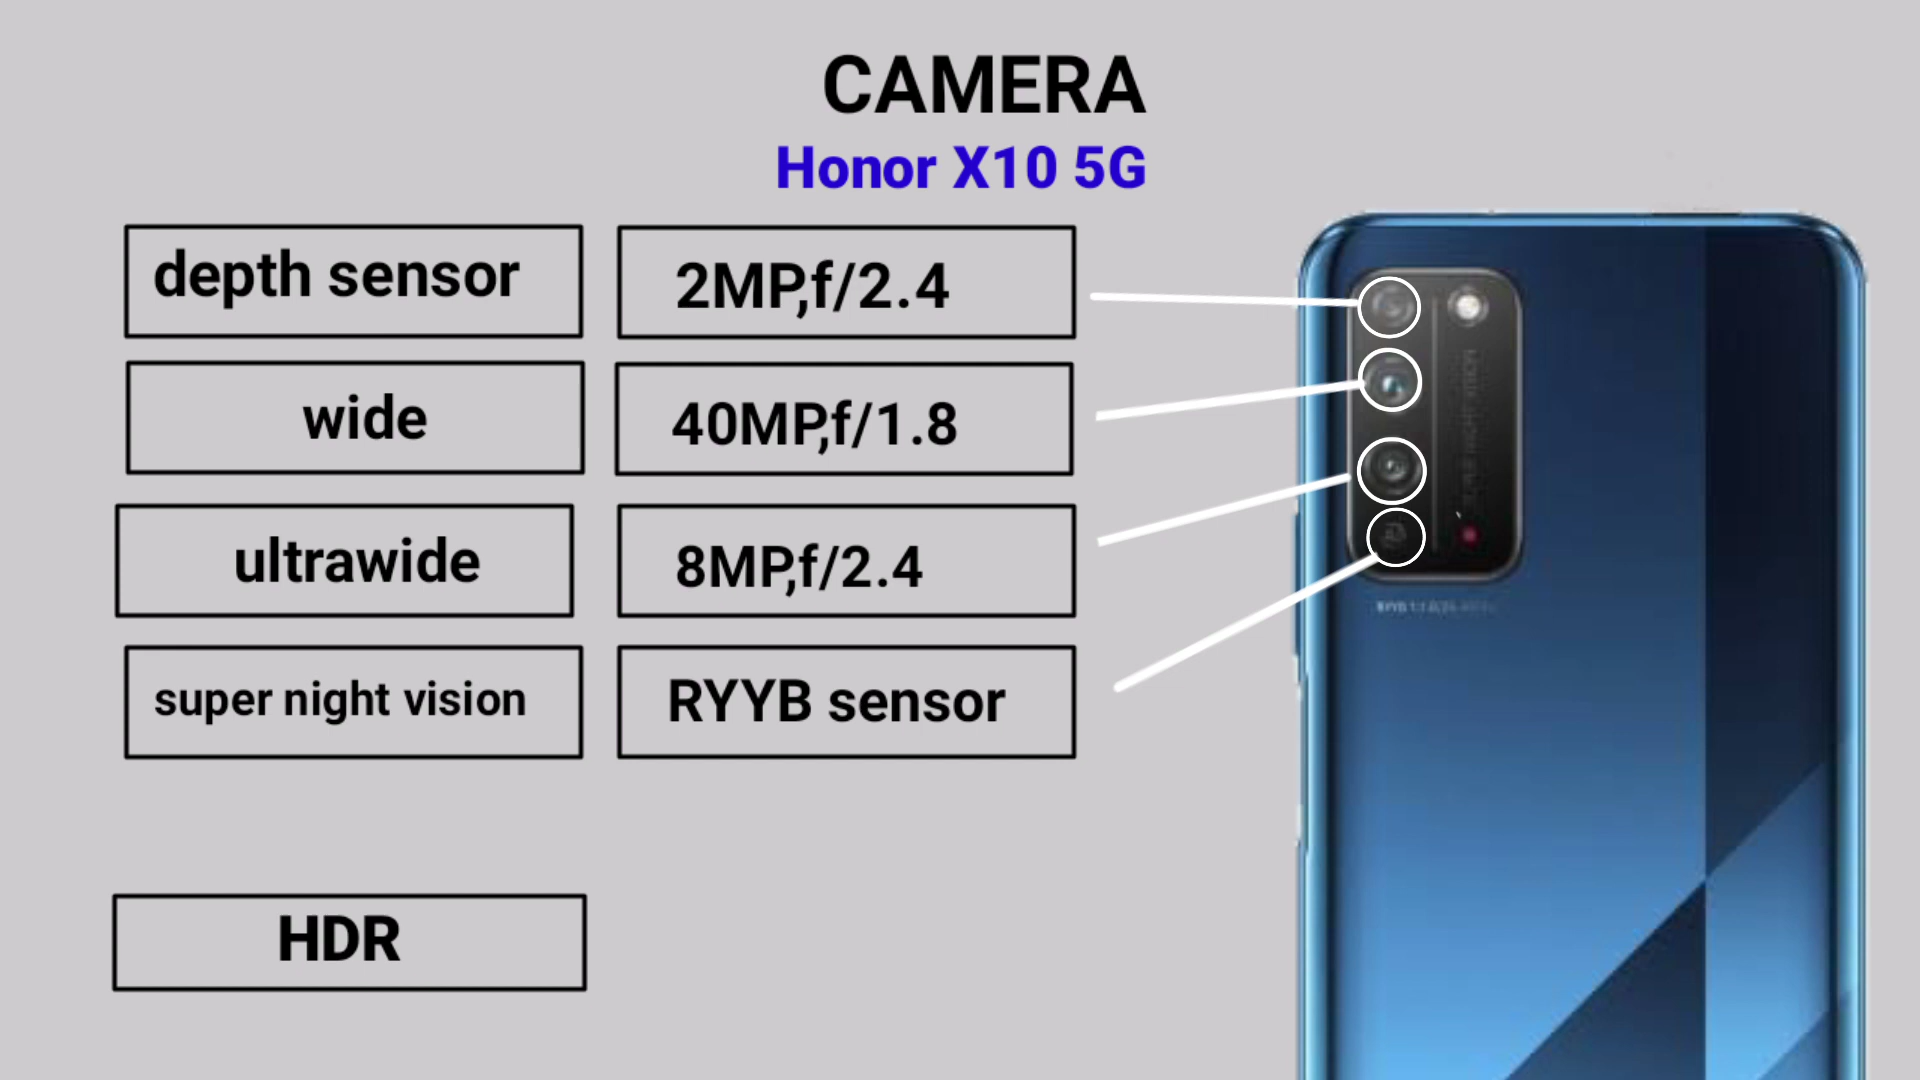 CAMERA
Honor X10 5G
depth sensor
2MP,f/2.4
wide
40MP,f/1.8
ultrawide
8MP,f/2.4
super night vision
RYYB sensor
HDR